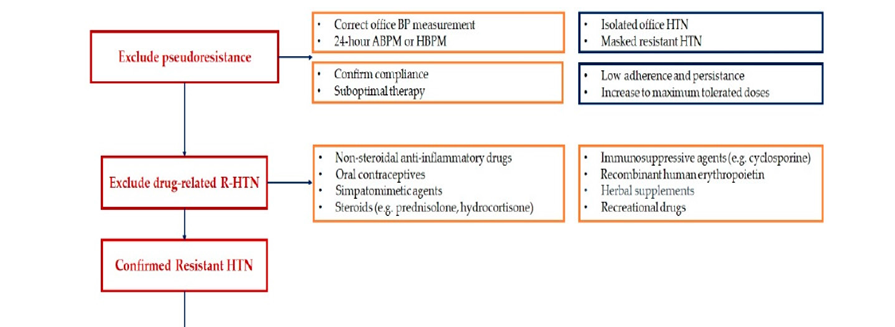 Exclude pseudoresistance
• Correct office BP measurement
• 24-hour ABPM or HBPM
• Isolated office HTN
• Masked resistant HTN
• Confirm compliance
• Suboptimal therapy
• Low adherence and persistance
• Increase to maximum tolerated doses
Exclude drug-related R-HTN
• Non-steroidal anti-inflammatory drugs
• Oral contraceptives
• Simpatomimetic agents
• Steroids (e.g. prednisolone, hydrocortisone)
• Immunosuppressive agents (e.g. cyclosporine)
• Recombinant human erythropoietin
• Herbal supplements
• Recreational drugs
Confirmed Resistant HTN